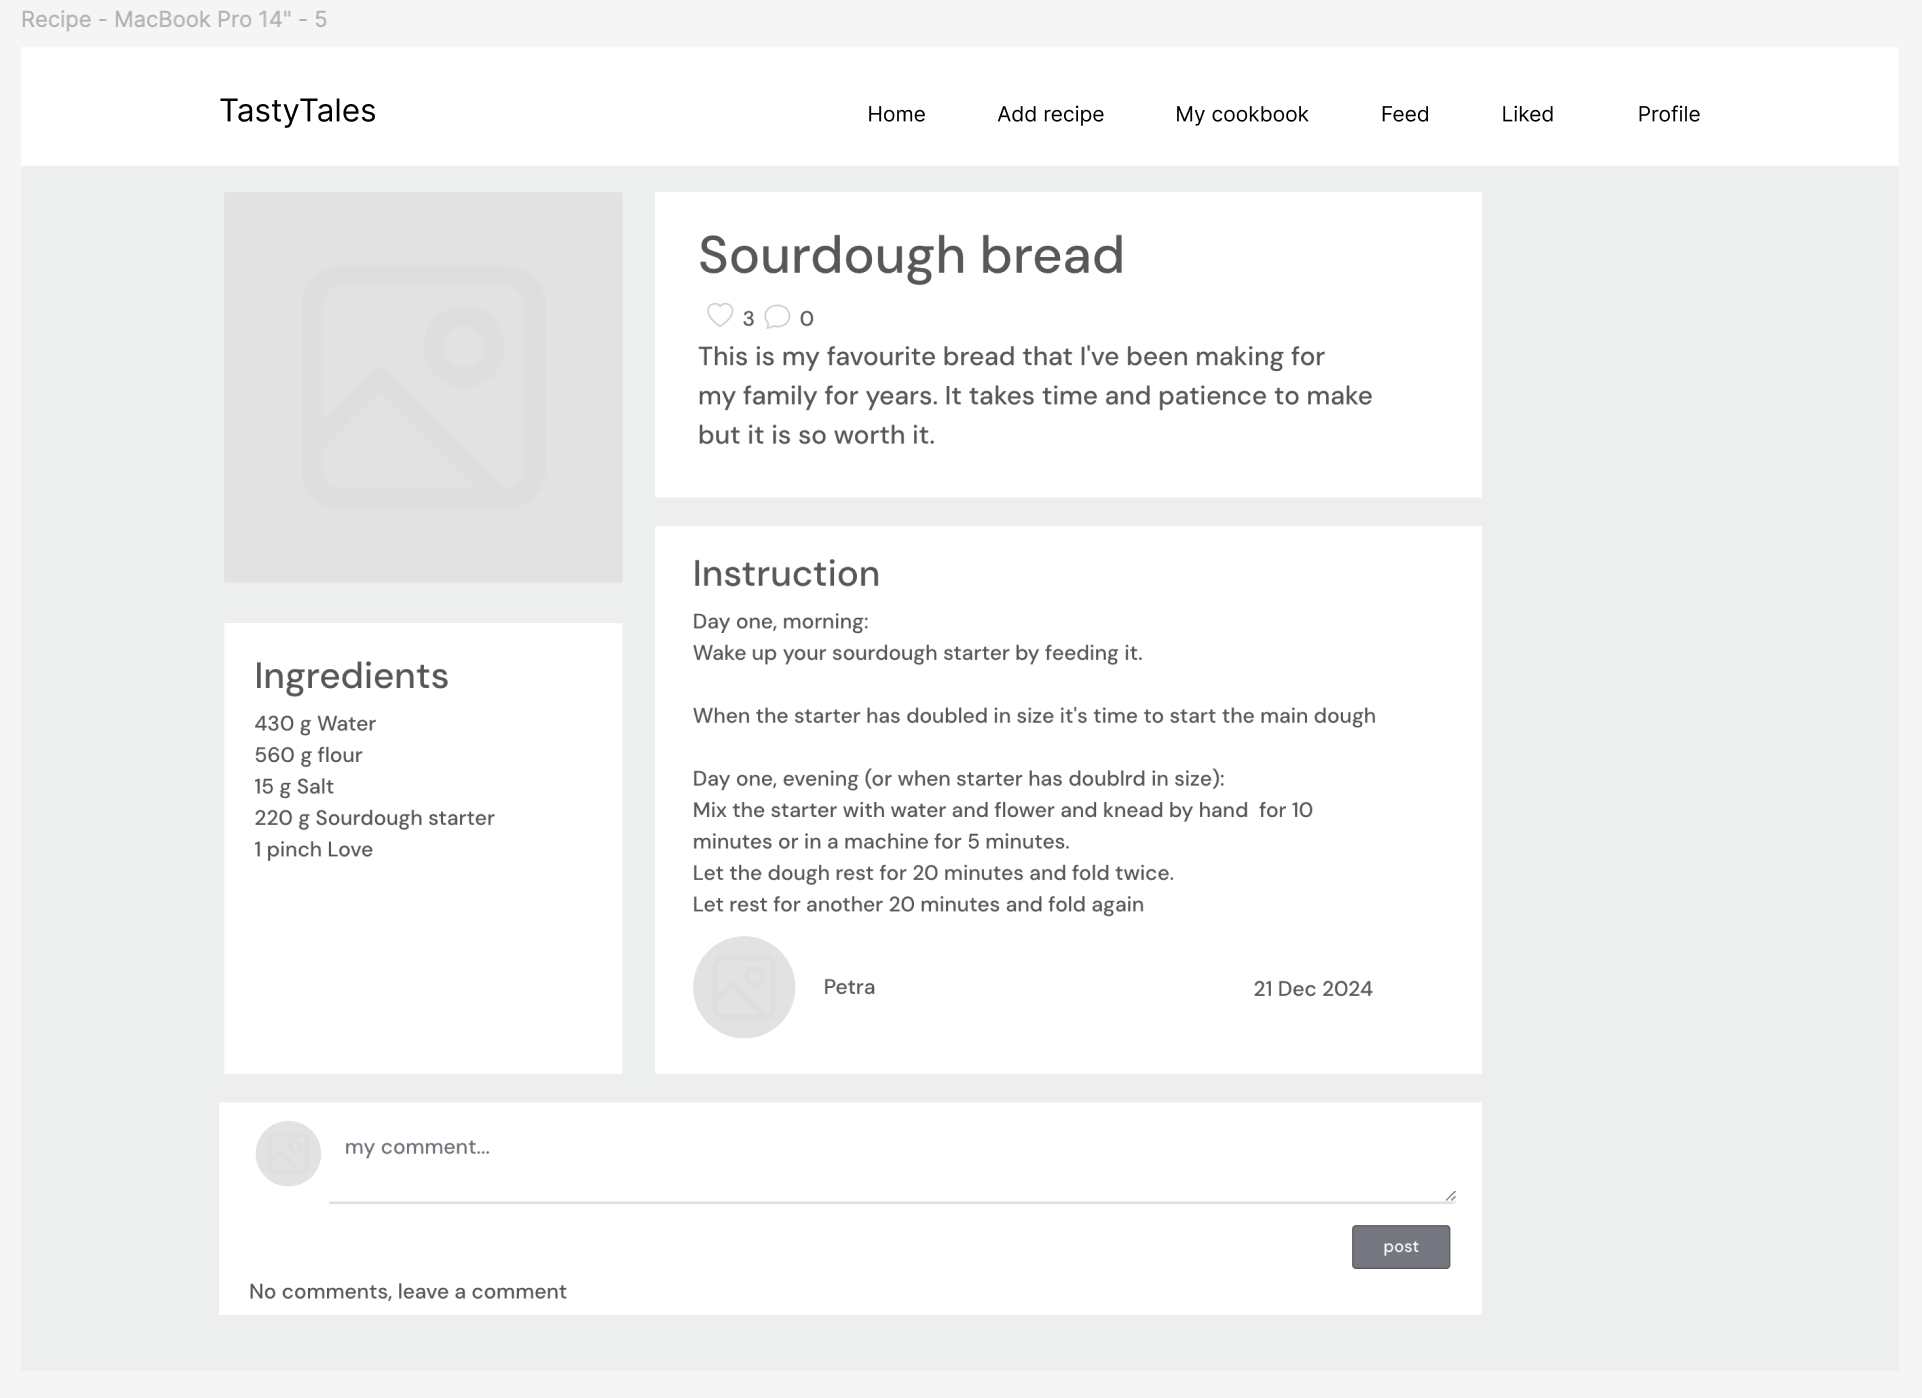 Recipe - MacBook Pro 14" - 5
TastyTales
Home
Add recipe
My cookbook
Feed
Liked
Profile
Sourdough bread
3
0
This is my favourite bread that I've been making for
my family for years. It takes time and patience to make
but it is so worth it.
Ingredients
430 g Water
560 g flour
15 g Salt
220 g Sourdough starter
1 pinch Love
Instruction
Day one, morning:
Wake up your sourdough starter by feeding it.
When the starter has doubled in size it's time to start the main dough
Day one, evening (or when starter has doublrd in size):
Mix the starter with water and flower and knead by hand  for 10
minutes or in a machine for 5 minutes.
Let the dough rest for 20 minutes and fold twice.
Let rest for another 20 minutes and fold again
Petra
21 Dec 2024
my comment...
post
No comments, leave a comment